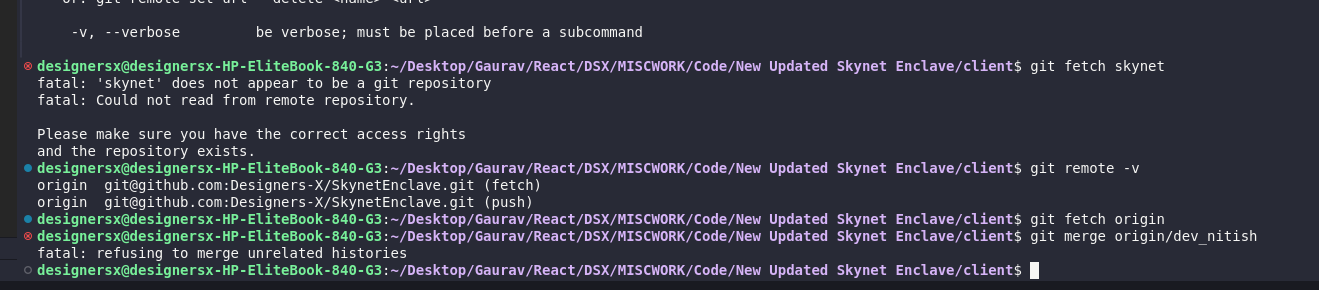 -v, --verbose         be verbose; must be placed before a subcommand
designersx@designersx-HP-EliteBook-840-G3:~/Desktop/Gaurav/React/DSX/MISCWORK/Code/New Updated Skynet Enclave/client$ git fetch skynet
fatal: 'skynet' does not appear to be a git repository
fatal: Could not read from remote repository.
Please make sure you have the correct access rights
and the repository exists.
designersx@designersx-HP-EliteBook-840-G3:~/Desktop/Gaurav/React/DSX/MISCWORK/Code/New Updated Skynet Enclave/client$ git remote -v
origin  git@github.com:Designers-X/SkynetEnclave.git (fetch)
origin  git@github.com:Designers-X/SkynetEnclave.git (push)
designersx@designersx-HP-EliteBook-840-G3:~/Desktop/Gaurav/React/DSX/MISCWORK/Code/New Updated Skynet Enclave/client$ git fetch origin
designersx@designersx-HP-EliteBook-840-G3:~/Desktop/Gaurav/React/DSX/MISCWORK/Code/New Updated Skynet Enclave/client$ git merge origin/dev_nitish
fatal: refusing to merge unrelated histories
designersx@designersx-HP-EliteBook-840-G3:~/Desktop/Gaurav/React/DSX/MISCWORK/Code/New Updated Skynet Enclave/client$